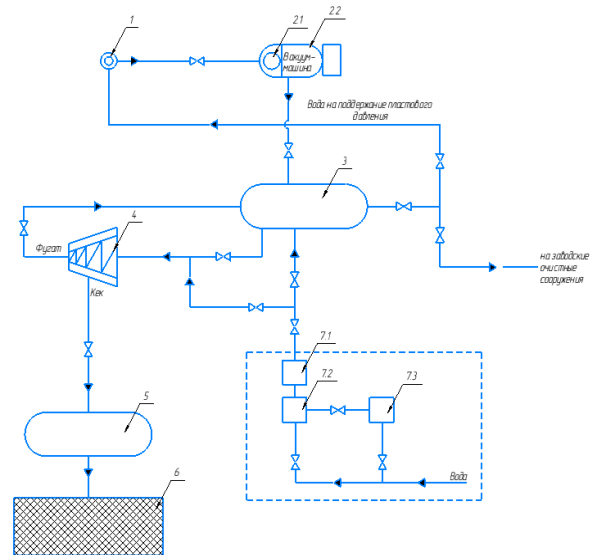 1
2.1
2.2
Вакуум-
машина
Вода на поддержание пластового
давления
3
4
Фугат
на заводские
очистные
сооружения
Кек
7.1
7.2
7.3
5
6
Вода